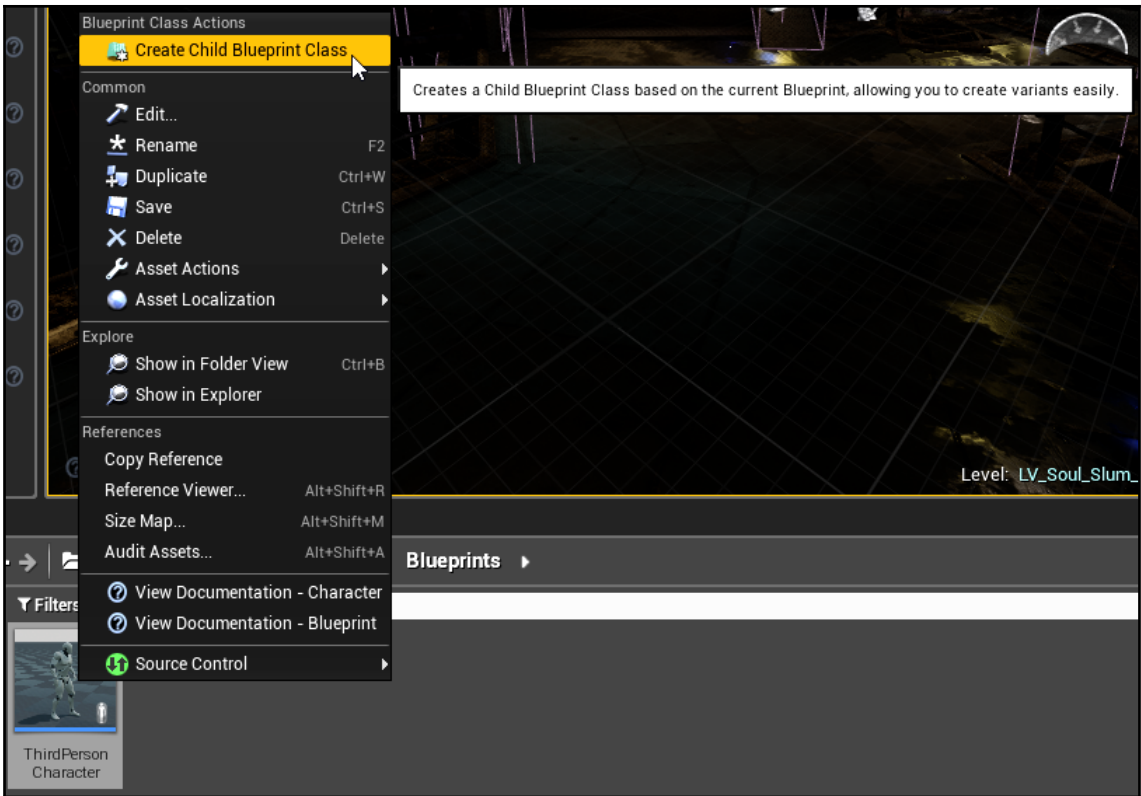 Blueprint Class Actions
Create Child Blueprint Class
Creates a Child Blueprint Class based on the current Blueprint, allowing you to create variants easily.
Common
Edit...
Rename F2
Duplicate Ctrl+W
Save Ctrl+S
Delete Delete
Asset Actions
Asset Localization
Explore
Show in Folder View Ctrl+B
Show in Explorer
References
Copy Reference
Level: LV_Soul_Slum_
Reference Viewer... Alt+Shift+R
Size Map... Alt+Shift+M
Audit Assets... Alt+Shift+A
Blueprints
View Documentation - Character
Filters
View Documentation - Blueprint
Source Control
ThirdPerson
Character